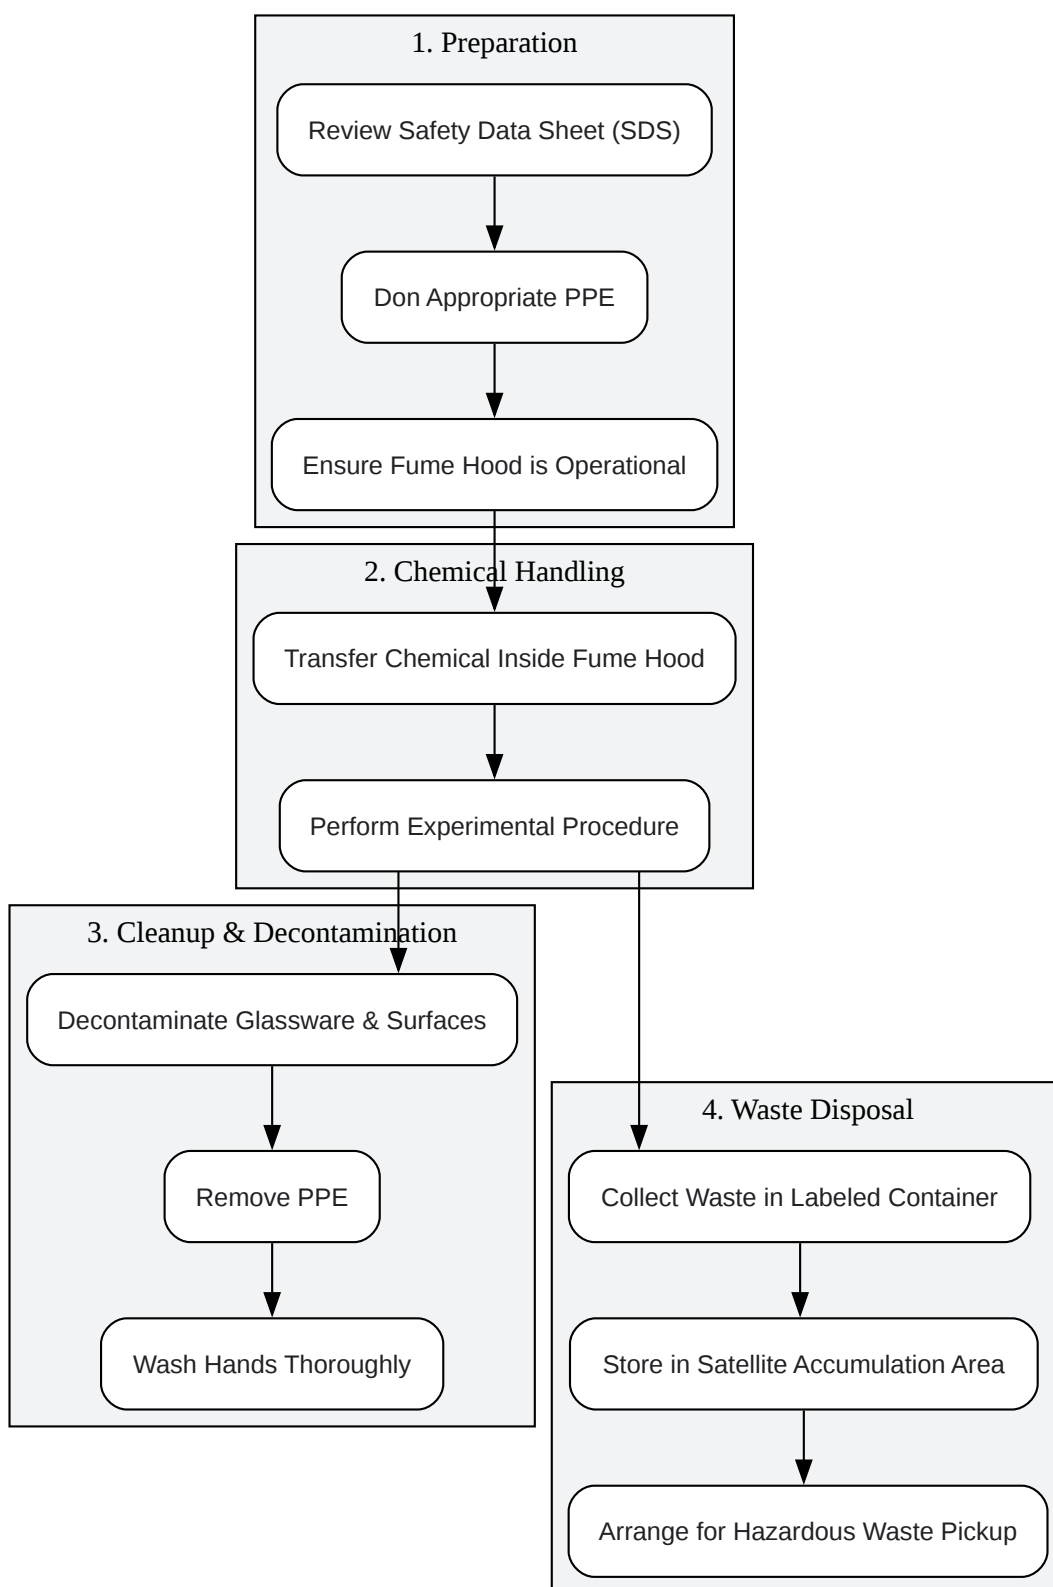 1. Preparation
Review Safety Data Sheet (SDS)
Don Appropriate PPE
Ensure Fume Hood is Operational
2. Chemical Handling
Transfer Chemical Inside Fume Hood
Perform Experimental Procedure
3. Cleanup & Decontamination
Decontaminate Glassware & Surfaces
Remove PPE
Wash Hands Thoroughly
4. Waste Disposal
Collect Waste in Labeled Container
Store in Satellite Accumulation Area
Arrange for Hazardous Waste Pickup